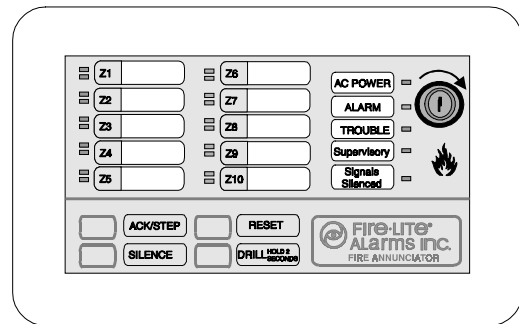 Z1
Z2
Z3
Z4
Z5
Z6
Z7
Z8
Z9
Z10
AC POWER
ALARM
TROUBLE
Supervisory
Signals
Silenced
ACK/STEP
RESET
SILENCE
DRILL HOLD 2
SECONDS
FIRE•LITE®
ALARMS INC.
FIRE ANNUNCIATOR